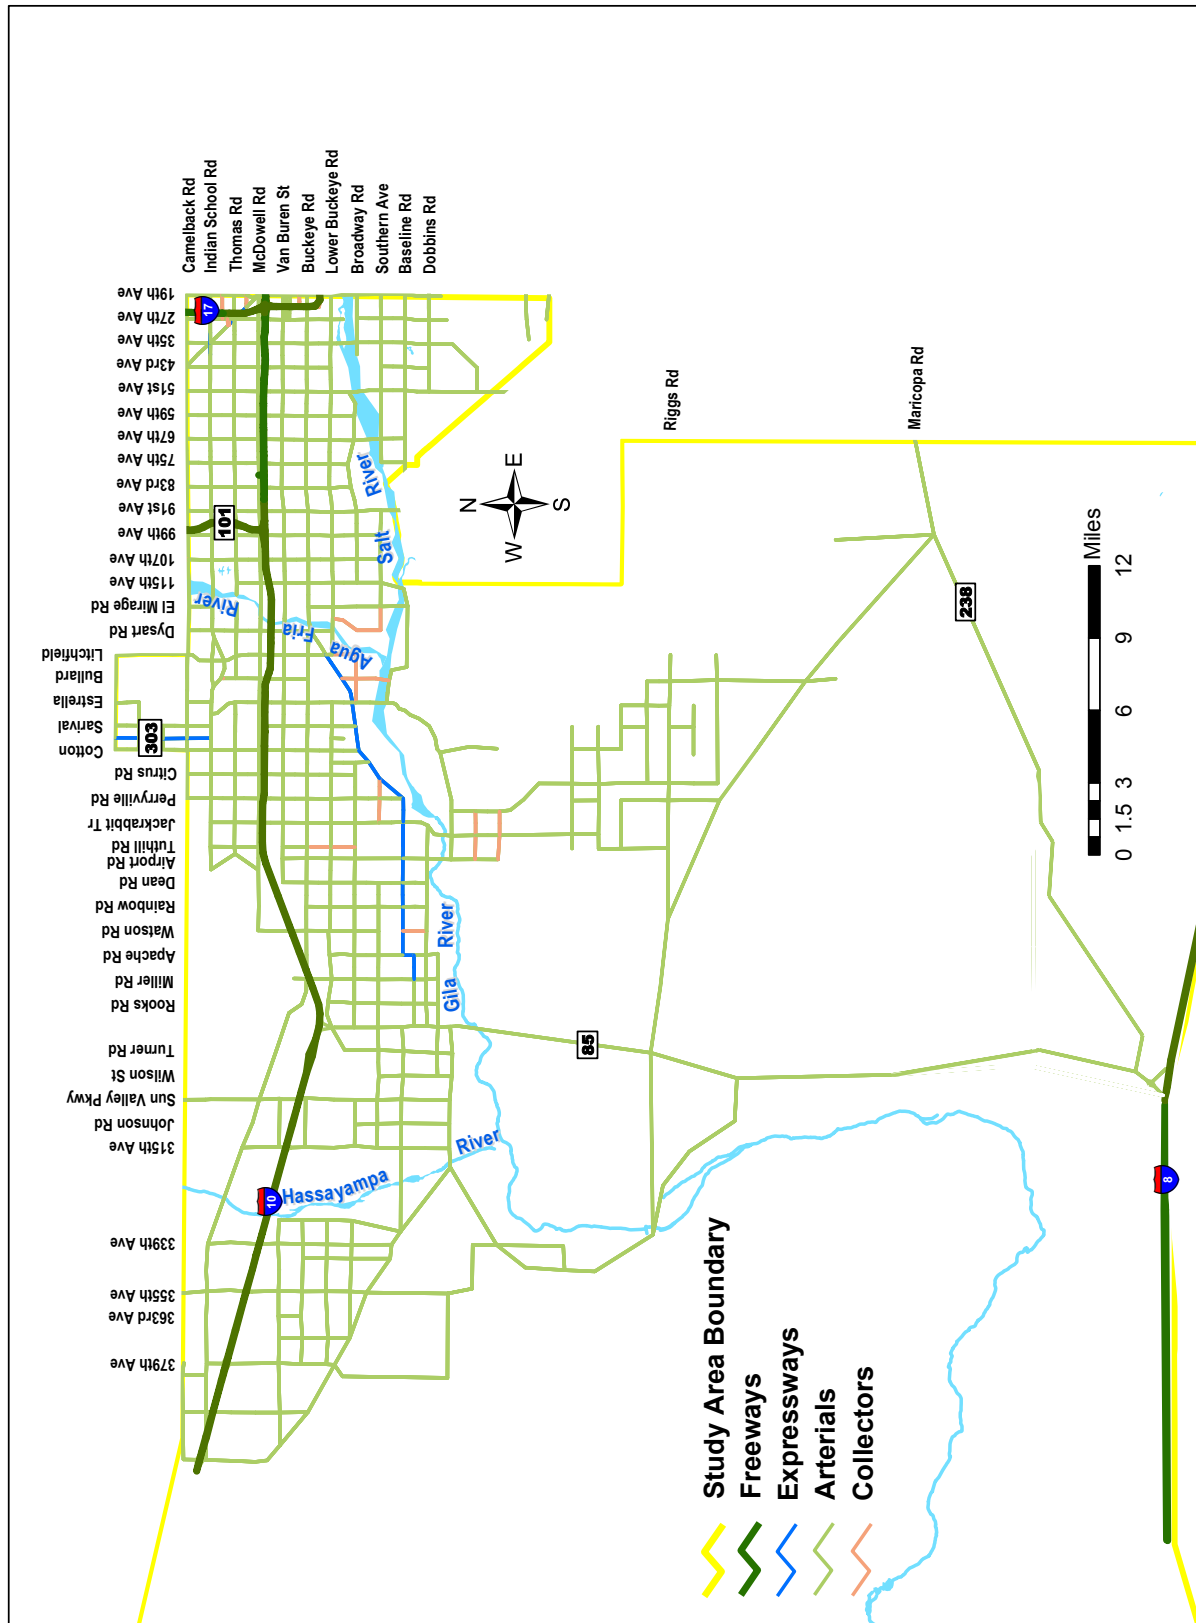 Camelback Rd
Indian School Rd
Thomas Rd
McDowell Rd
Van Buren St
Buckeye Rd
Lower Buckeye Rd
Broadway Rd
Southern Ave
Baseline Rd
Dobbins Rd
19th Ave
27th Ave
35th Ave
43rd Ave
51st Ave
59th Ave
67th Ave
75th Ave
83rd Ave
91st Ave
99th Ave
107th Ave
115th Ave
El Mirage Rd
Dysart Rd
Litchfield
Bullard
Estrella
Sarival
Cotton
Citrus Rd
Perryville Rd
Jackrabbit Tr
Tuthill Rd
Airport Rd
Dean Rd
Rainbow Rd
Watson Rd
Apache Rd
Miller Rd
Rooks Rd
Turner Rd
Wilson St
Sun Valley Pkwy
Johnson Rd
315th Ave
339th Ave
355th Ave
363rd Ave
379th Ave
17
101
303
10
85
238
8
Salt
River
Agua
Fria
River
Gila
River
Hassayampa
River
Riggs Rd
Maricopa Rd
N
E
S
W
0 1.5 3 6 9 12
Miles
Study Area Boundary
Freeways
Expressways
Arterials
Collectors